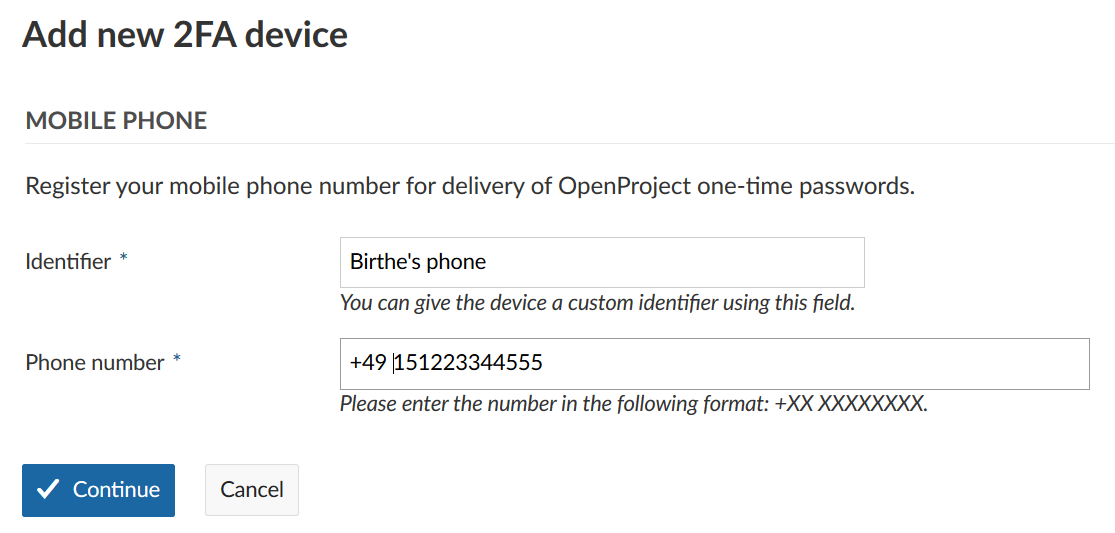 Add new 2FA device
MOBILE PHONE
Register your mobile phone number for delivery of OpenProject one-time passwords.
Identifier *
Birthe's phone
You can give the device a custom identifier using this field.
Phone number *
+49 151223344555
Please enter the number in the following format: +XX XXXXXXXX.
Continue
Cancel